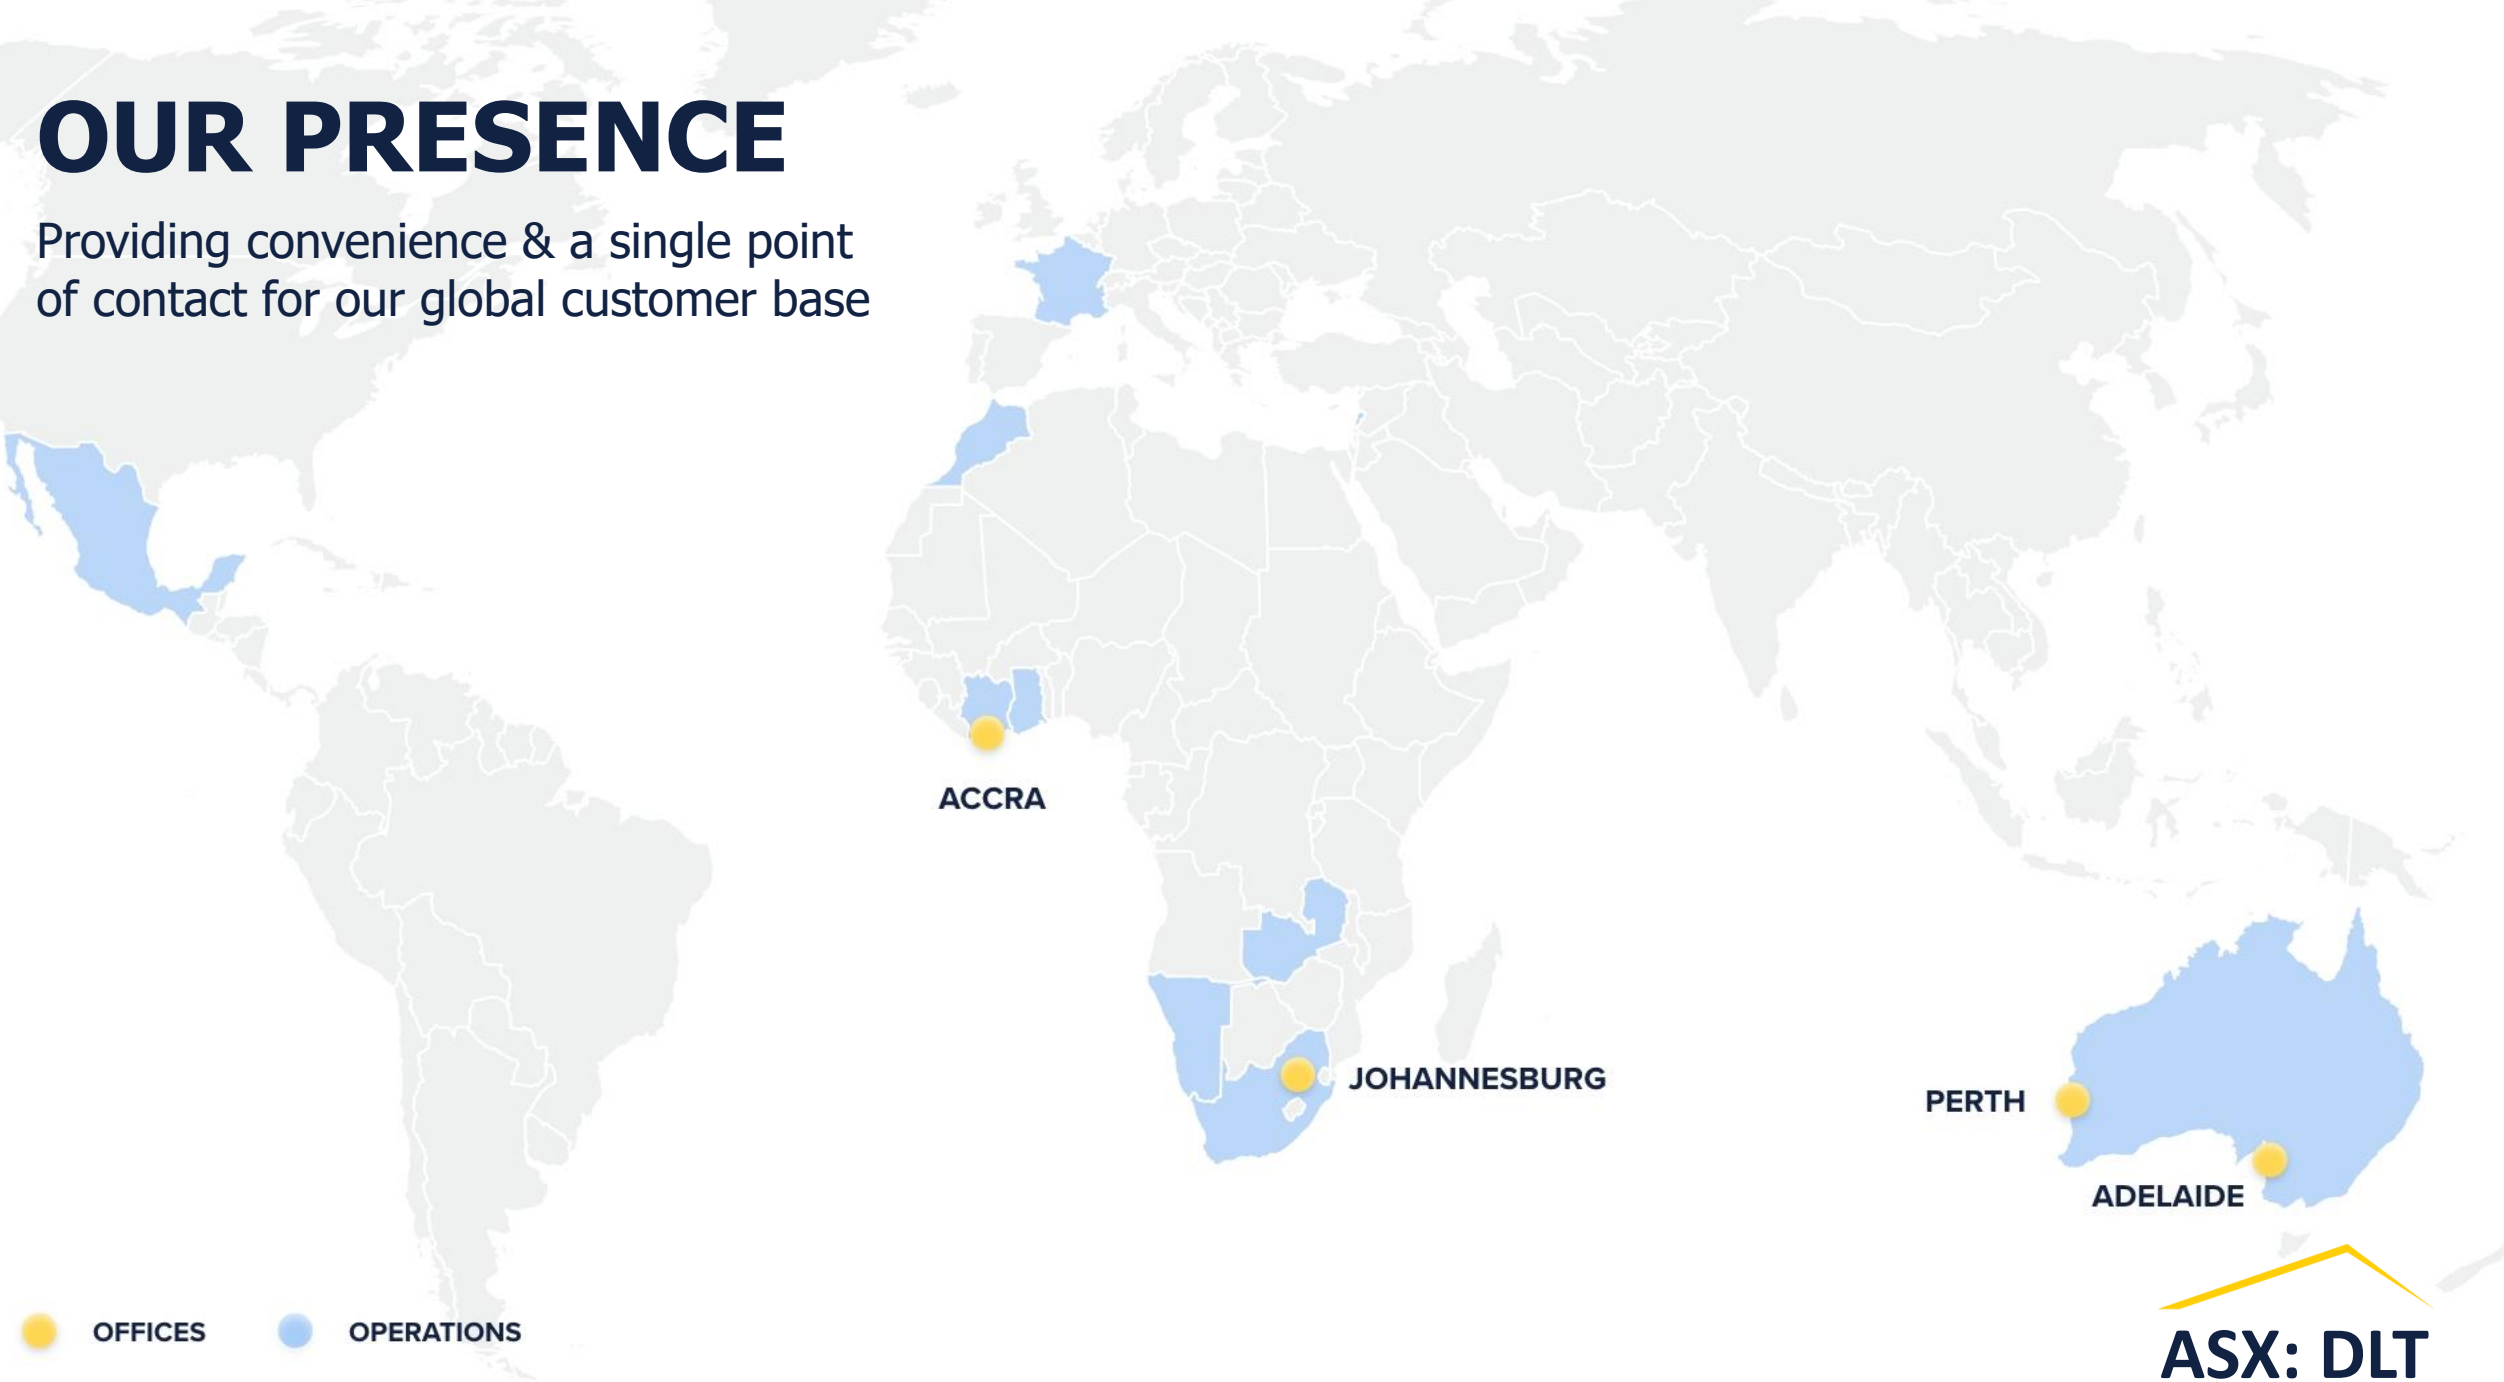 OUR PRESENCE
Providing convenience & a single point
of contact for our global customer base
ACCRA
JOHANNESBURG
PERTH
ADELAIDE
OFFICES
OPERATIONS
ASX: DLT